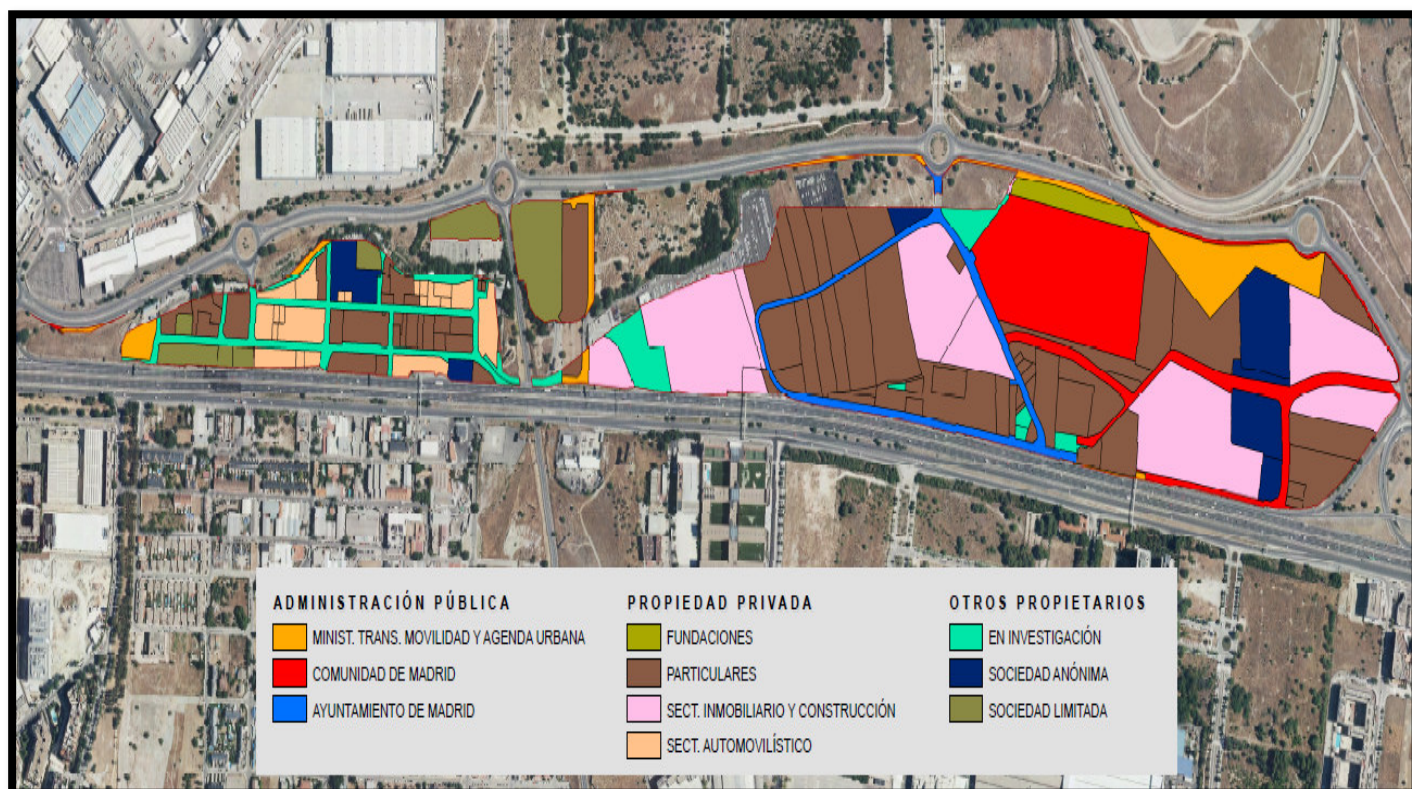 ADMINISTRACIÓN PÚBLICA
MINIST. TRANS. MOVILIDAD Y AGENDA URBANA
COMUNIDAD DE MADRID
AYUNTAMIENTO DE MADRID
PROPIEDAD PRIVADA
FUNDACIONES
PARTICULARES
SECT. INMOBILIARIO Y CONSTRUCCIÓN
SECT. AUTOMOVILÍSTICO
OTROS PROPIETARIOS
EN INVESTIGACIÓN
SOCIEDAD ANÓNIMA
SOCIEDAD LIMITADA